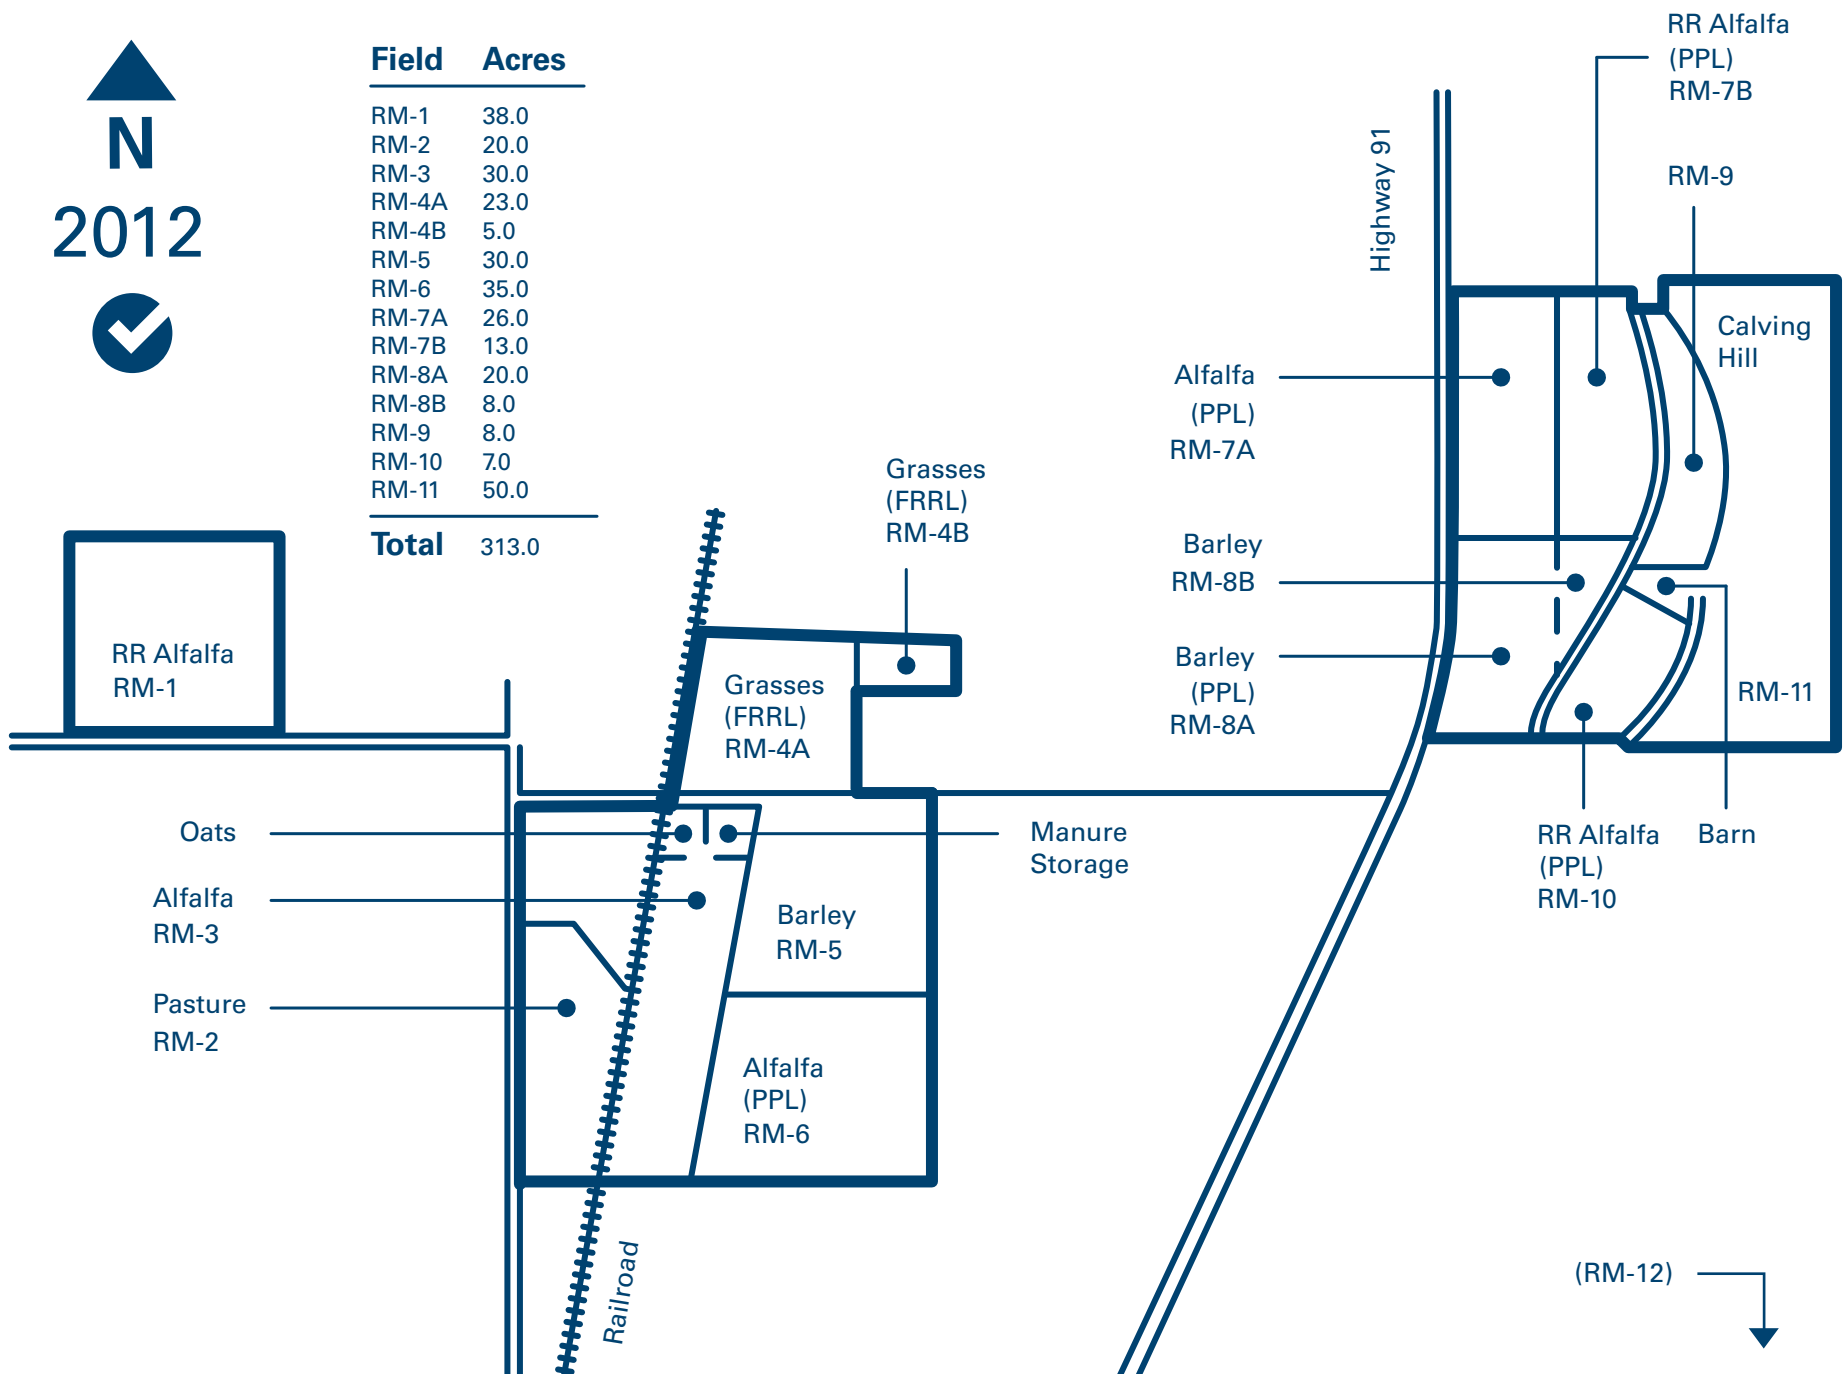 N
2012
Field Acres
RM-1 38.0
RM-2 20.0
RM-3 30.0
RM-4A 23.0
RM-4B 5.0
RM-5 30.0
RM-6 35.0
RM-7A 26.0
RM-7B 13.0
RM-8A 20.0
RM-8B 8.0
RM-9 8.0
RM-10 7.0
RM-11 50.0
Total 313.0
RR Alfalfa
(PPL)
RM-7B
Highway 91
RM-9
Calving
Hill
Alfalfa
(PPL)
RM-7A
Grasses
(FRRL)
RM-4B
Barley
RM-8B
RR Alfalfa
RM-1
Grasses
(FRRL)
RM-4A
Barley
(PPL)
RM-8A
RM-11
Oats
Manure
Storage
RR Alfalfa
(PPL)
RM-10
Barn
Alfalfa
RM-3
Barley
RM-5
Pasture
RM-2
Alfalfa
(PPL)
RM-6
Railroad
(RM-12)